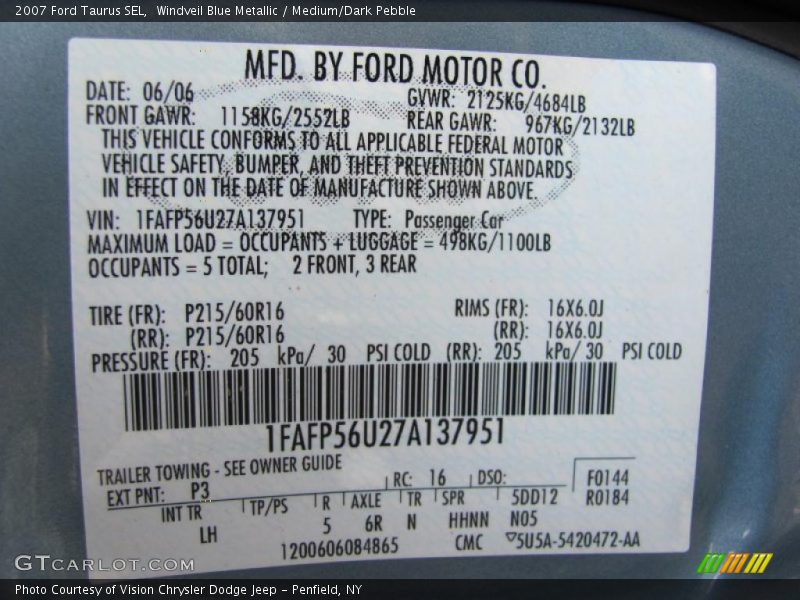 2007 Ford Taurus SEL,  Windveil Blue Metallic / Medium/Dark Pebble
MFD. BY FORD MOTOR CO.
DATE: 06/06 GVWR: 2125KG/4684LB
FRONT GAWR: 1158KG/2552LB REAR GAWR: 967KG/2132LB
THIS VEHICLE CONFORMS TO ALL APPLICABLE FEDERAL MOTOR
VEHICLE SAFETY, BUMPER, AND THEFT PREVENTION STANDARDS
IN EFFECT ON THE DATE OF MANUFACTURE SHOWN ABOVE.
VIN: 1FAFP56U27A137951 TYPE: Passenger Car
MAXIMUM LOAD = OCCUPANTS + LUGGAGE = 498KG/1100LB
OCCUPANTS = 5 TOTAL; 2 FRONT, 3 REAR
TIRE (FR): P215/60R16 RIMS (FR): 16X6.0J
(RR): P215/60R16 (RR): 16X6.0J
PRESSURE (FR): 205 kPa/ 30 PSI COLD (RR): 205 kPa/ 30 PSI COLD
1FAFP56U27A137951
TRAILER TOWING - SEE OWNER GUIDE
EXT PNT: P3 RC: 16 DSO: F0144
INT TR TP/PS R AXLE TR SPR 5DD12 R0184
LH 5 6R N HHNN N05
1200606084865 CMC 5U5A-5420472-AA
GTCARLOT.COM
Photo Courtesy of Vision Chrysler Dodge Jeep – Penfield, NY